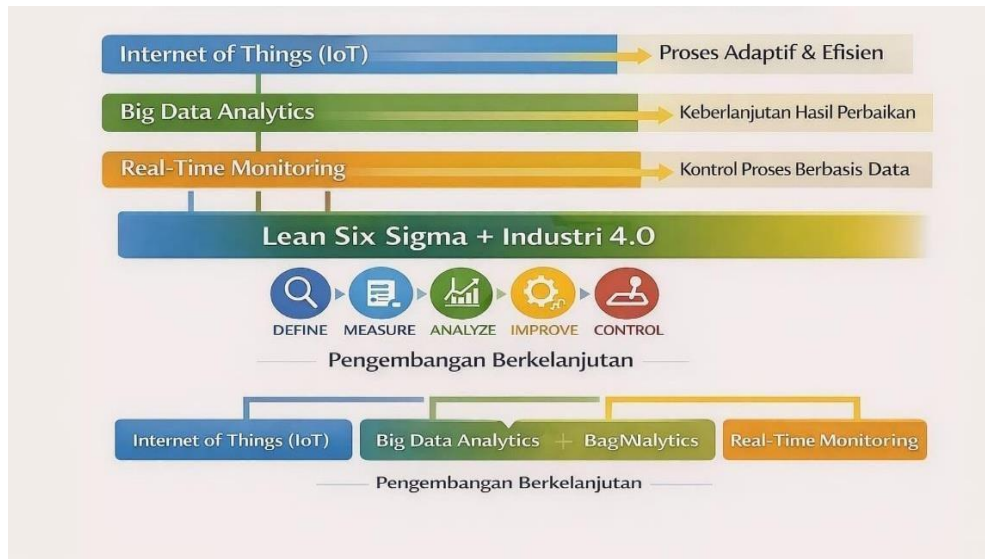 Internet of Things (IoT)
Proses Adaptif & Efisien
Big Data Analytics
Keberlanjutan Hasil Perbaikan
Real-Time Monitoring
Kontrol Proses Berbasis Data
Lean Six Sigma + Industri 4.0
DEFINE
MEASURE
ANALYZE
IMPROVE
CONTROL
Pengembangan Berkelanjutan
Internet of Things (IoT)
Big Data Analytics + BagMalytics
Real-Time Monitoring
Pengembangan Berkelanjutan